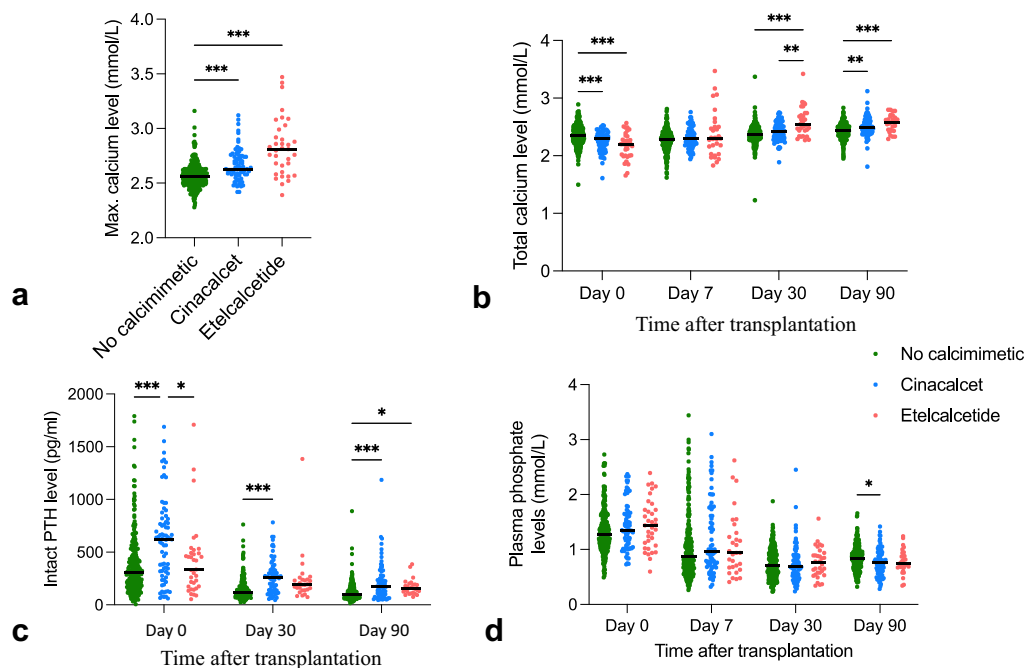 4.0
3.5
3.0
2.5
2.0
Max. calcium level (mmol/L)
***
***
No calcimimetic
Cinacalcet
Etelcalcetide
a
4
3
2
1
0
Total calcium level (mmol/L)
***
***
***
**
***
**
Day 0
Day 7
Day 30
Day 90
Time after transplantation
b
No calcimimetic
Cinacalcet
Etelcalcetide
2000
1500
1000
500
0
Intact PTH level (pg/ml)
***
*
***
*
***
Day 0
Day 30
Day 90
Time after transplantation
c
4
3
2
1
0
Plasma phosphate
levels (mmol/L)
*
Day 0
Day 7
Day 30
Day 90
Time after transplantation
d